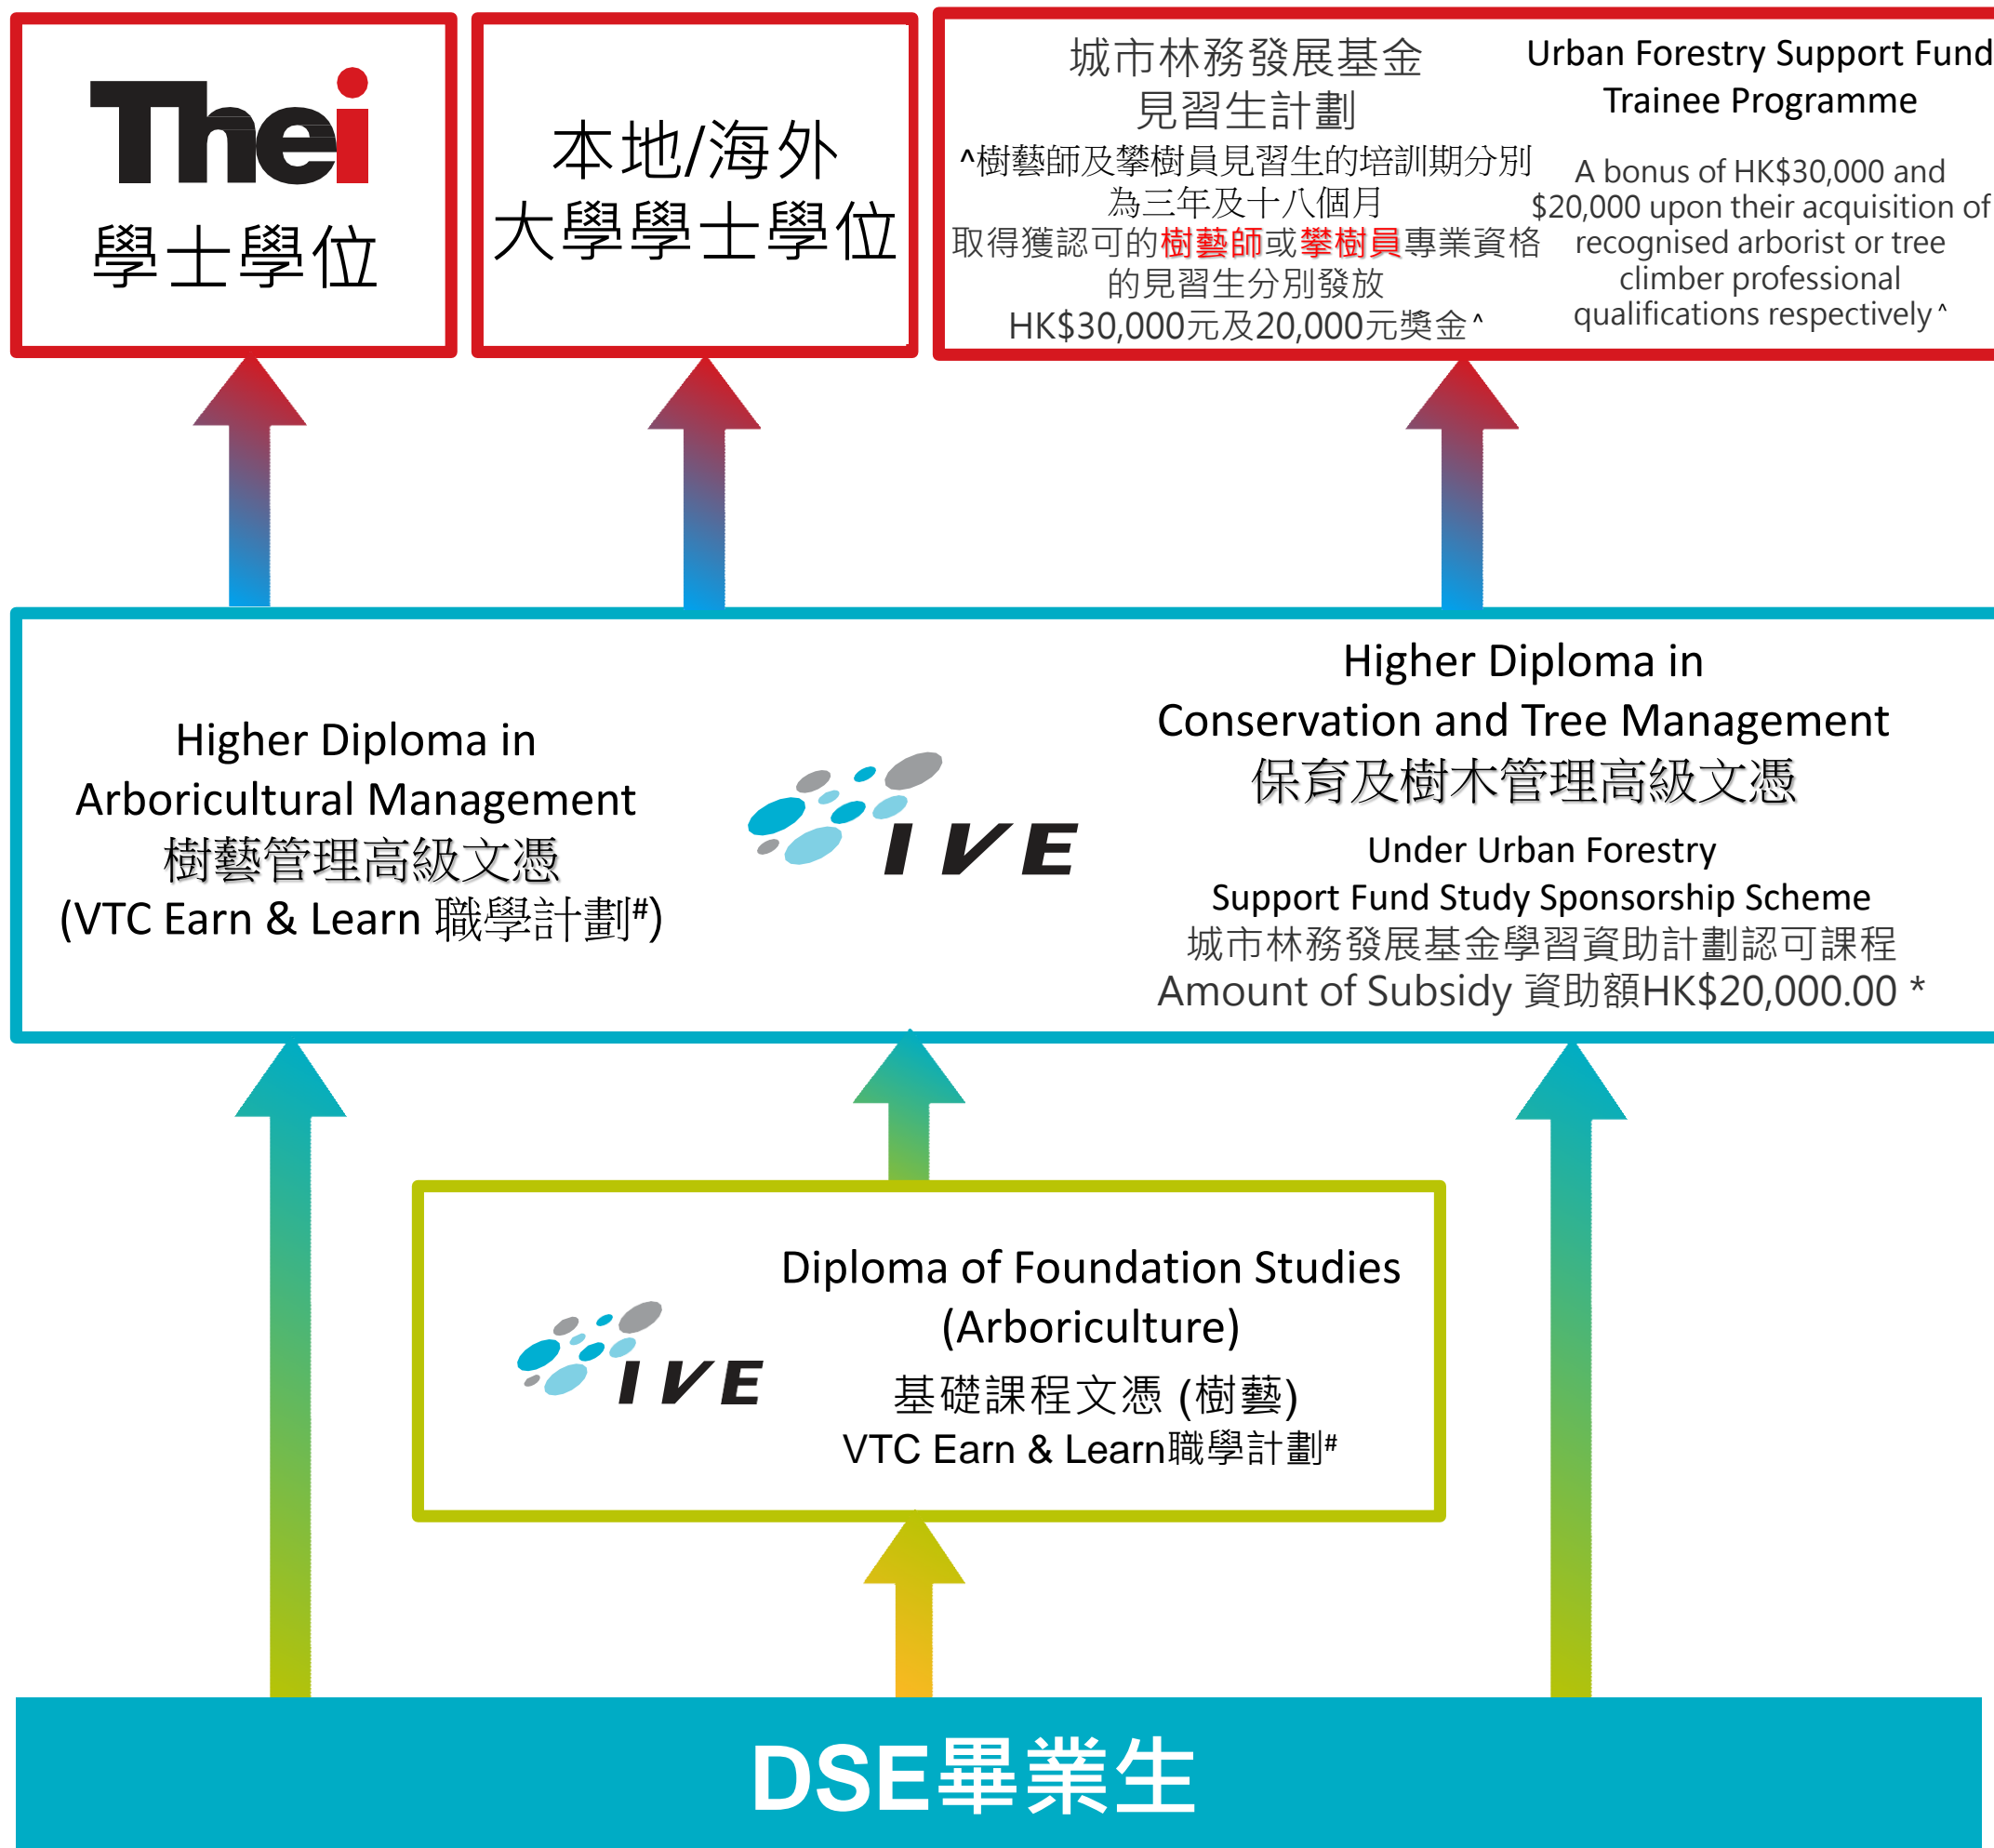 Thei
學士學位
本地/海外
大學學士學位
城市林務發展基金
見習生計劃
^樹藝師及攀樹員見習生的培訓期分別
為三年及十八個月
取得獲認可的樹藝師或攀樹員專業資格
的見習生分別發放
HK$30,000元及20,000元獎金^
Urban Forestry Support Fund
Trainee Programme
A bonus of HK$30,000 and
$20,000 upon their acquisition of
recognised arborist or tree
climber professional
qualifications respectively^
Higher Diploma in
Arboricultural Management
樹藝管理高級文憑
(VTC Earn & Learn 職學計劃#)
IVE
Higher Diploma in
Conservation and Tree Management
保育及樹木管理高級文憑
Under Urban Forestry
Support Fund Study Sponsorship Scheme
城市林務發展基金學習資助計劃認可課程
Amount of Subsidy 資助額HK$20,000.00 *
IVE
Diploma of Foundation Studies
(Arboriculture)
基礎課程文憑 (樹藝)
VTC Earn & Learn職學計劃#
DSE畢業生